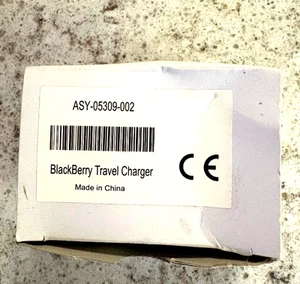 ASY-05309-002
BlackBerry Travel Charger
CE
Made in China